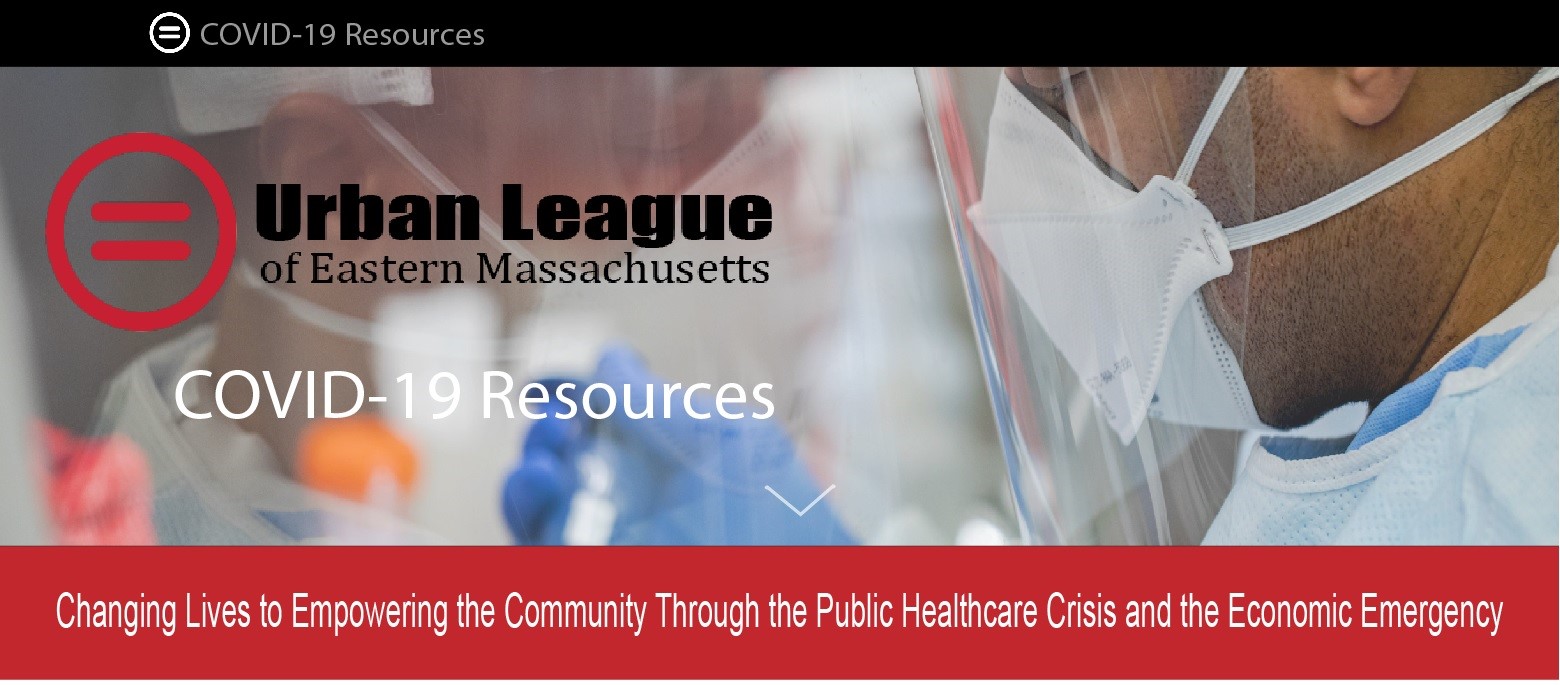 COVID-19 Resources
Urban League
of Eastern Massachusetts
COVID-19 Resources
Changing Lives to Empowering the Community Through the Public Healthcare Crisis and the Economic Emergency